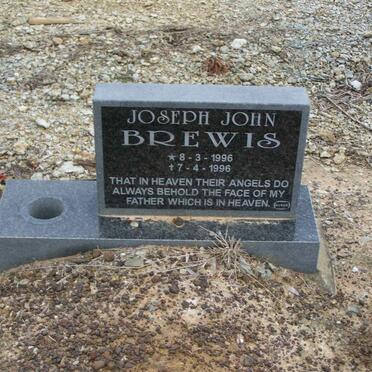 JOSEPH JOHN
BREWIS
★ 8 - 3 - 1996
✝ 7 - 4 - 1996
THAT IN HEAVEN THEIR ANGELS DO
ALWAYS BEHOLD THE FACE OF MY
FATHER WHICH IS IN HEAVEN.